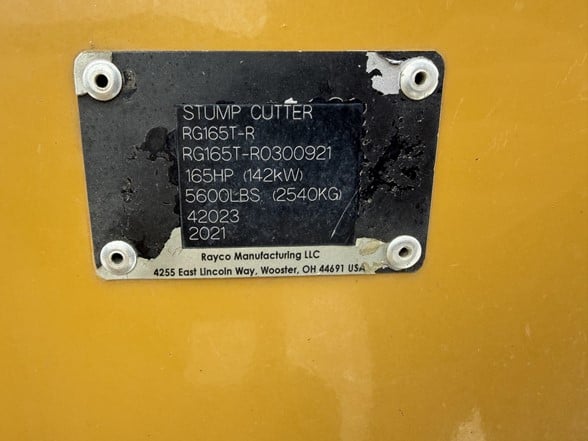 STUMP CUTTER
RG165T-R
RG165T-R0300921
165HP (142kW)
5600LBS (2540KG)
42023
2021
Rayco Manufacturing LLC
4255 East Lincoln Way, Wooster, OH 44691 USA